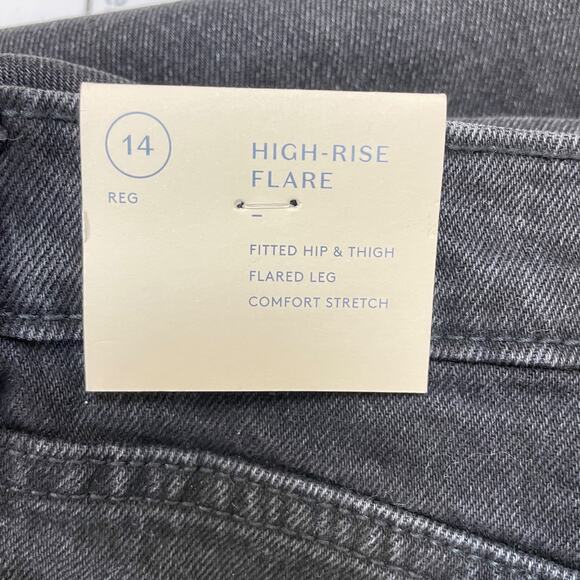 14
REG
HIGH-RISE
FLARE
FITTED HIP & THIGH
FLARED LEG
COMFORT STRETCH